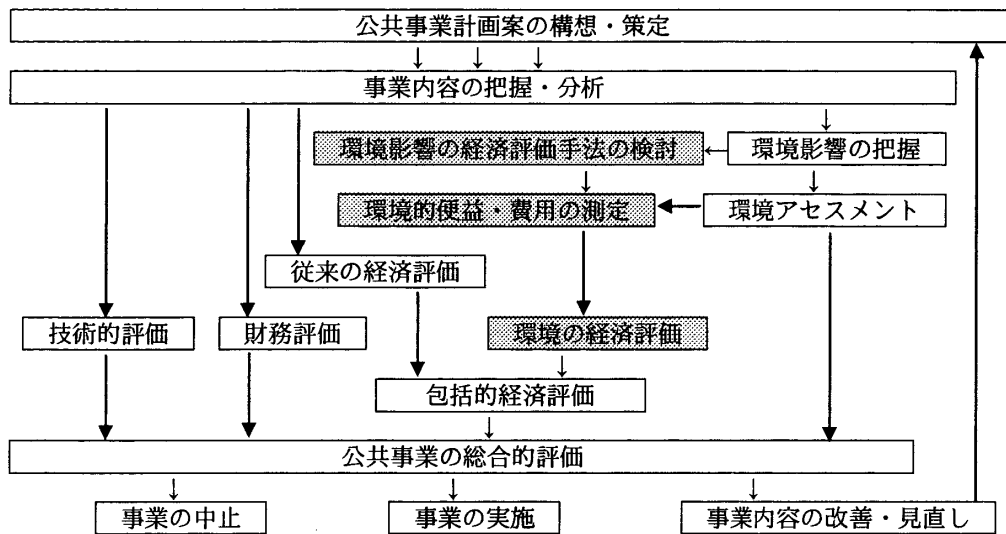 公共事業計画案の構想・策定
事業内容の把握・分析
環境影響の経済評価手法の検討
環境影響の把握
環境的便益・費用の測定
環境アセスメント
従来の経済評価
技術的評価
財務評価
環境の経済評価
包括的経済評価
公共事業の総合的評価
事業の中止
事業の実施
事業内容の改善・見直し